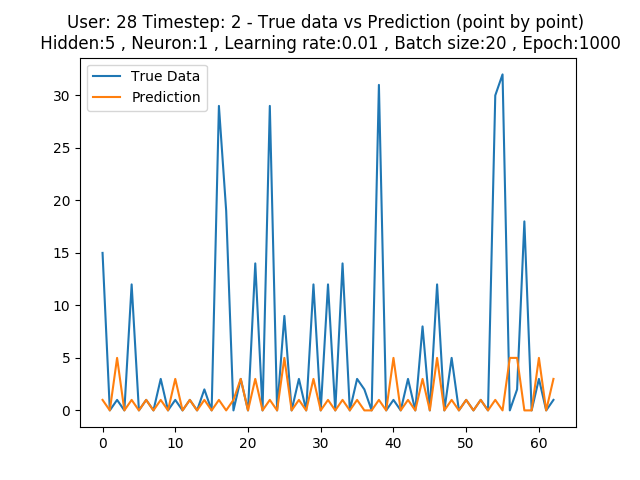 User: 28 Timestep: 2 - True data vs Prediction (point by point)
Hidden:5 , Neuron:1 , Learning rate:0.01 , Batch size:20 , Epoch:1000
True Data
Prediction
30
25
20
15
10
5
0
0 10 20 30 40 50 60